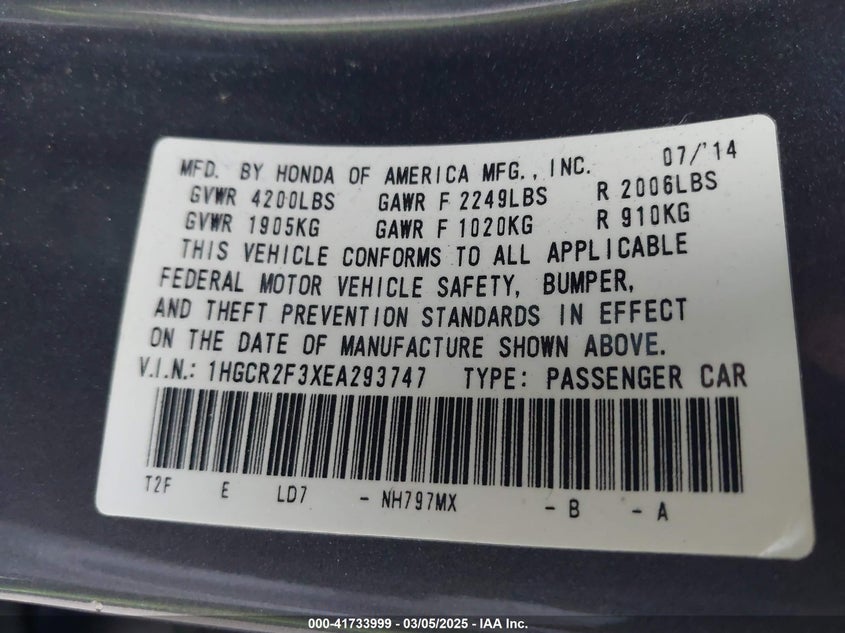 MFD. BY HONDA OF AMERICA MFG., INC. 07/'14
GVWR 4200LBS GAWR F 2249LBS R 2006LBS
GVWR 1905KG GAWR F 1020KG R 910KG
THIS VEHICLE CONFORMS TO ALL APPLICABLE
FEDERAL MOTOR VEHICLE SAFETY, BUMPER,
AND THEFT PREVENTION STANDARDS IN EFFECT
ON THE DATE OF MANUFACTURE SHOWN ABOVE.
V.I.N.: 1HGCR2F3XEA293747 TYPE: PASSENGER CAR
T2F E LD7 - NH797MX - B - A
000-41733999 - 03/05/2025 - IAA Inc.